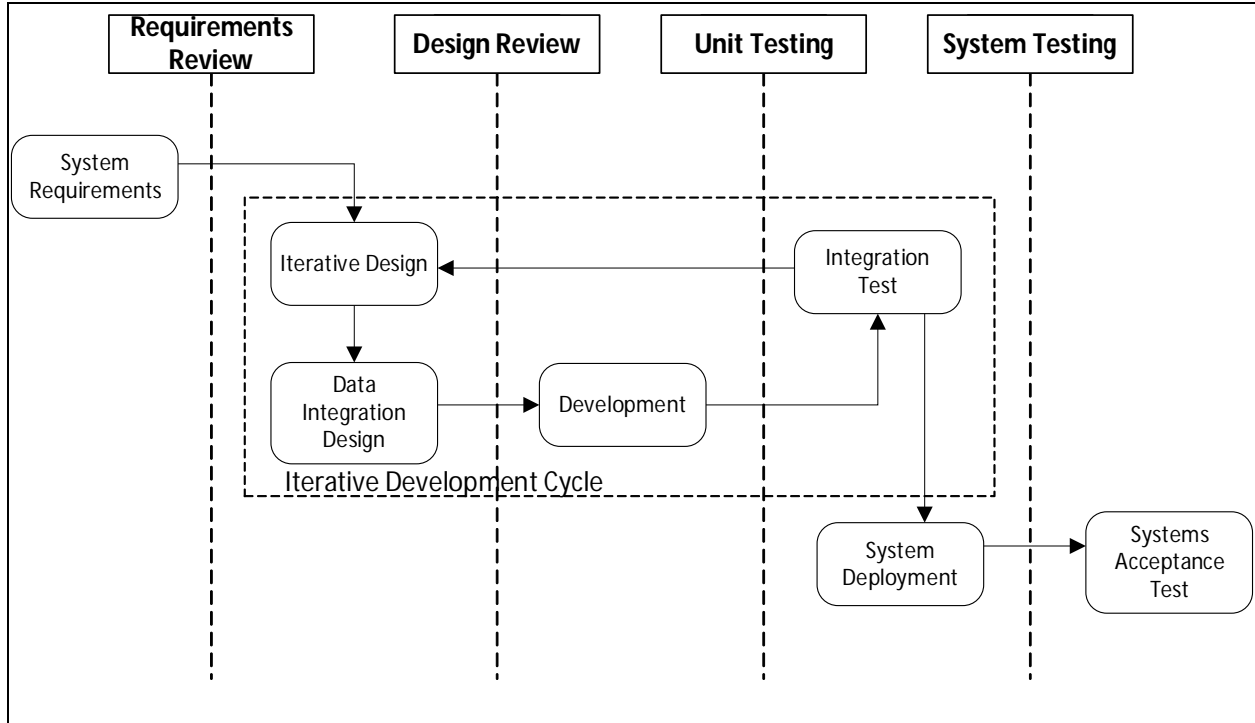 Requirements
Review
Design Review
Unit Testing
System Testing
System
Requirements
Iterative Design
Integration
Test
Data
Integration
Design
Development
Iterative Development Cycle
System
Deployment
Systems
Acceptance
Test